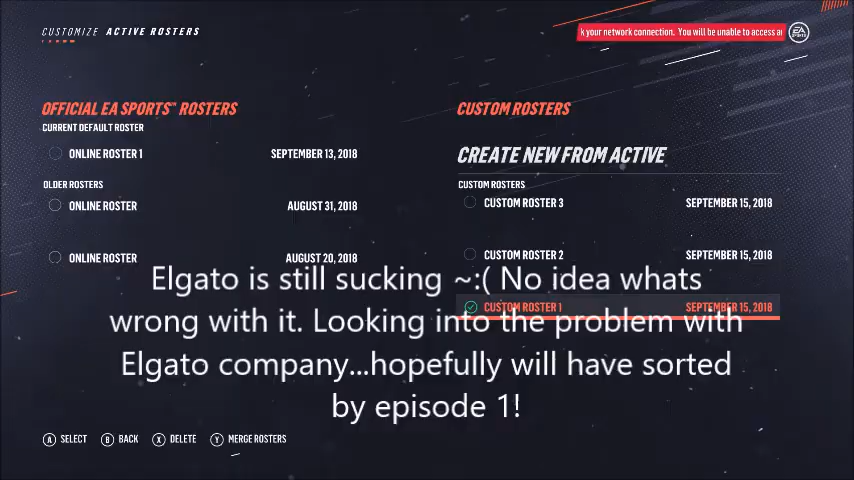 CUSTOMIZE ACTIVE ROSTERS
k your network connection. You will be unable to access a
EA SPORTS
OFFICIAL EA SPORTS™ ROSTERS
CURRENT DEFAULT ROSTER
ONLINE ROSTER 1 SEPTEMBER 13, 2018
OLDER ROSTERS
ONLINE ROSTER AUGUST 31, 2018
ONLINE ROSTER AUGUST 20, 2018
CUSTOM ROSTERS
CREATE NEW FROM ACTIVE
CUSTOM ROSTERS
CUSTOM ROSTER 3 SEPTEMBER 15, 2018
CUSTOM ROSTER 2 SEPTEMBER 15, 2018
CUSTOM ROSTER 1 SEPTEMBER 15, 2018
Elgato is still sucking ~:( No idea whats
wrong with it. Looking into the problem with
Elgato company...hopefully will have sorted
by episode 1!
A SELECT B BACK X DELETE Y MERGE ROSTERS